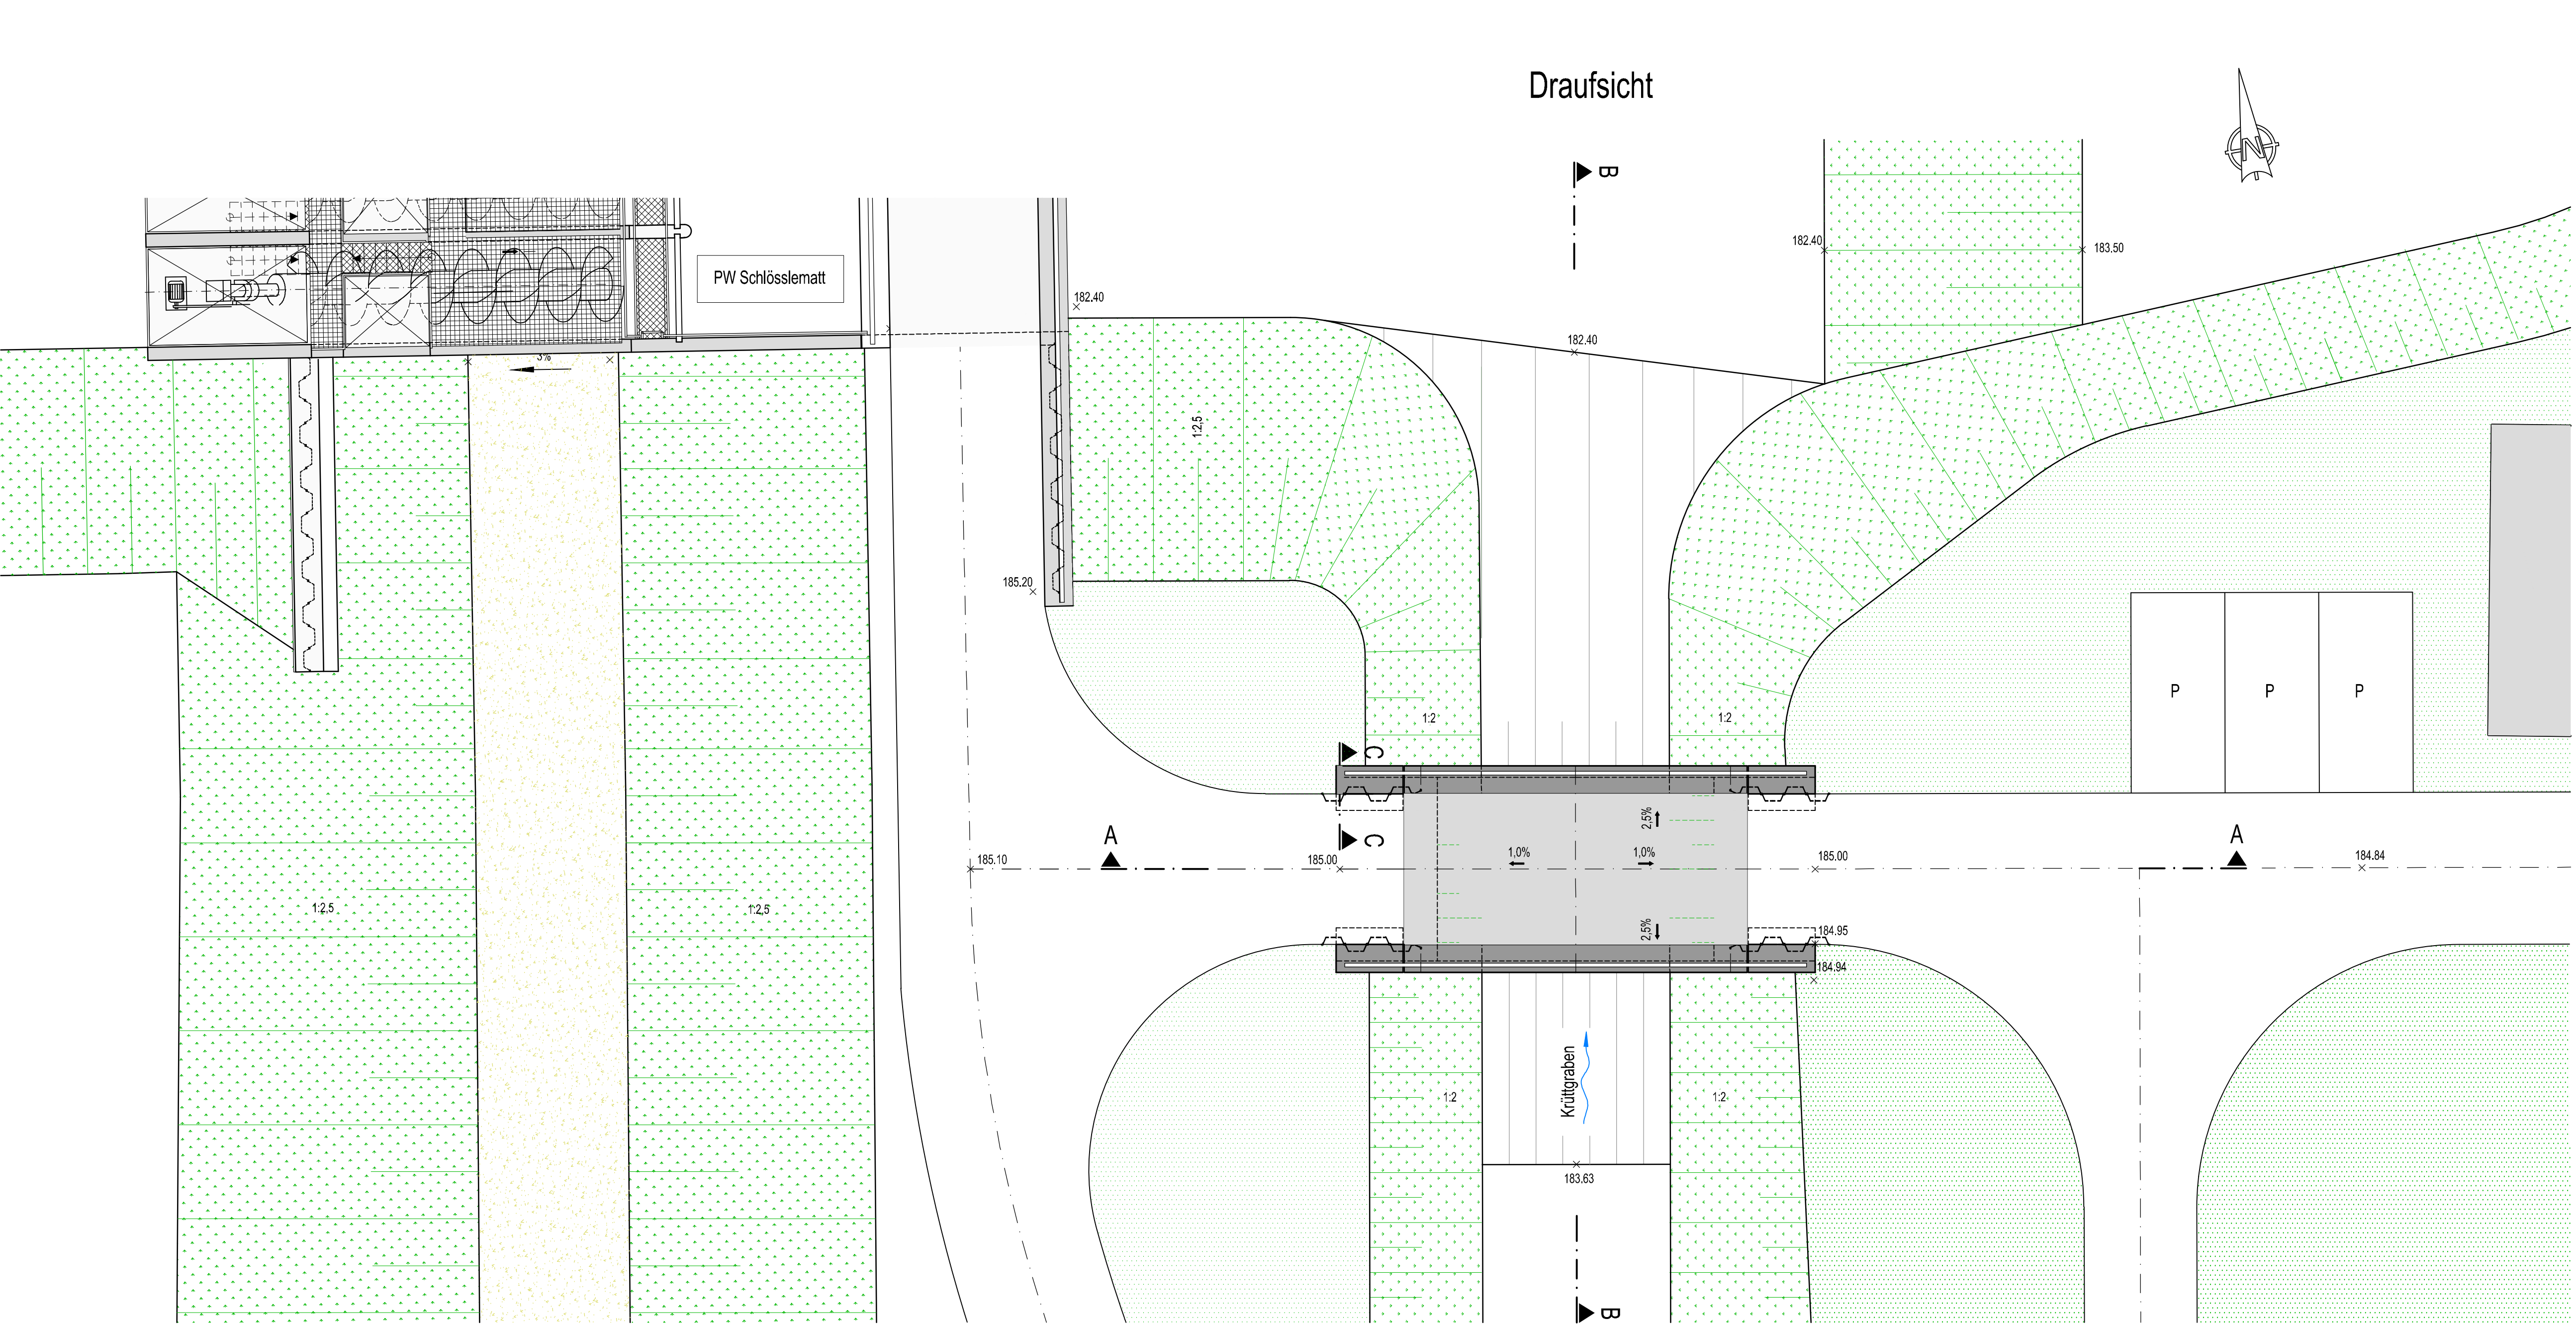 Draufsicht
B
N
182.40
183.50
PW Schlösslematt
182.40
182.40
3%
1:2,5
185.20
P
P
P
1:2
1:2
C
2,5%
A
C
A
185.10
185.00
1,0%
1,0%
185.00
184.84
1:2,5
1:2,5
2,5%
184.95
184.94
Krüttgraben
1:2
1:2
183.63
B